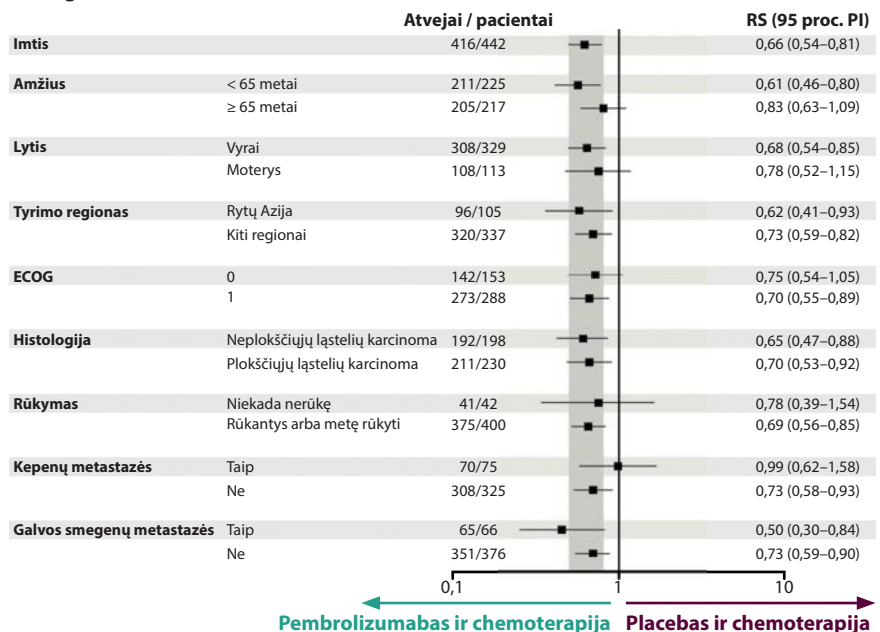 Atvejai / pacientai RS (95 proc. PI)
Imtis 416/442 0,66 (0,54–0,81)
Amžius < 65 metai 211/225 0,61 (0,46–0,80)
≥ 65 metai 205/217 0,83 (0,63–1,09)
Lytis Vyrai 308/329 0,68 (0,54–0,85)
Moterys 108/113 0,78 (0,52–1,15)
Tyrimo regionas Rytų Azija 96/105 0,62 (0,41–0,93)
Kiti regionai 320/337 0,73 (0,59–0,82)
ECOG 0 142/153 0,75 (0,54–1,05)
1 273/288 0,70 (0,55–0,89)
Histologija Neplokščiųjų ląstelių karcinoma 192/198 0,65 (0,47–0,88)
Plokščiųjų ląstelių karcinoma 211/230 0,70 (0,53–0,92)
Rūkymas Niekada nerūkę 41/42 0,78 (0,39–1,54)
Rūkantys arba metę rūkyti 375/400 0,69 (0,56–0,85)
Kepenų metastazės Taip 70/75 0,99 (0,62–1,58)
Ne 308/325 0,73 (0,58–0,93)
Galvos smegenų metastazės Taip 65/66 0,50 (0,30–0,84)
Ne 351/376 0,73 (0,59–0,90)
0,1 1 10
Pembrolizumabas ir chemoterapija Placebas ir chemoterapija